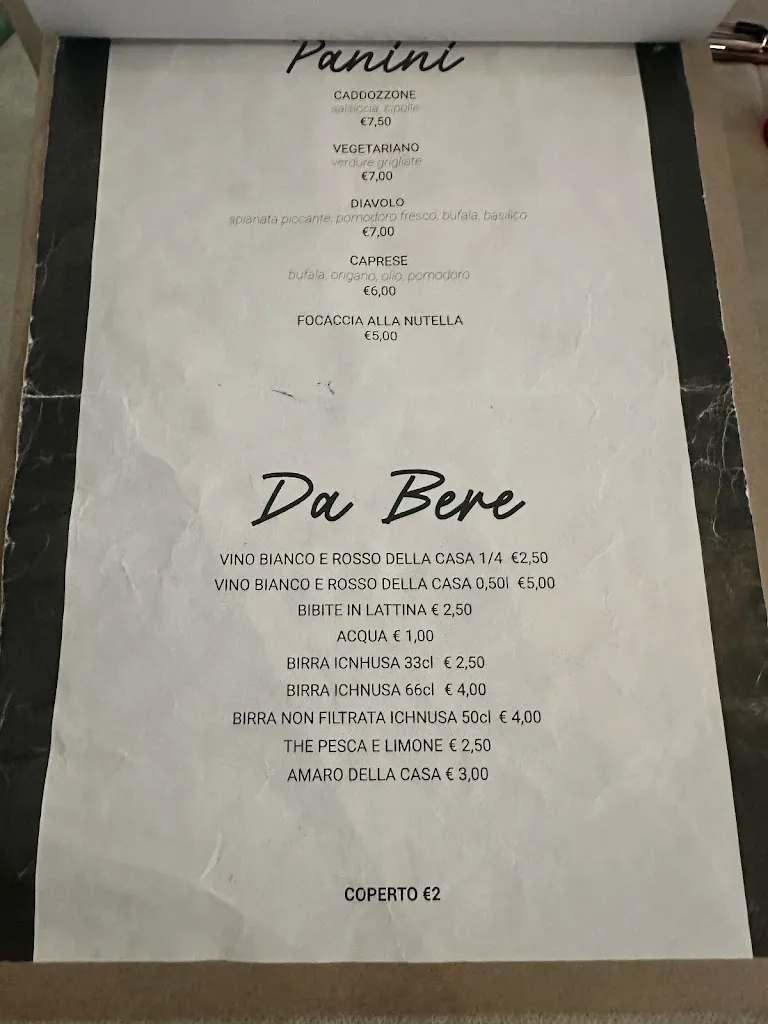 Panini
CADDOZZONE
salsiccia, cipolle
€7,50
VEGETARIANO
verdure grigliate
€7,00
DIAVOLO
spianata piccante, pomodoro fresco, bufala, basilico
€7,00
CAPRESE
bufala, origano, olio, pomodoro
€6,00
FOCACCIA ALLA NUTELLA
€5,00
Da Bere
VINO BIANCO E ROSSO DELLA CASA 1/4 €2,50
VINO BIANCO E ROSSO DELLA CASA 0,50l €5,00
BIBITE IN LATTINA € 2,50
ACQUA € 1,00
BIRRA ICNHUSA 33cl € 2,50
BIRRA ICHNUSA 66cl € 4,00
BIRRA NON FILTRATA ICHNUSA 50cl € 4,00
THE PESCA E LIMONE € 2,50
AMARO DELLA CASA € 3,00
COPERTO €2